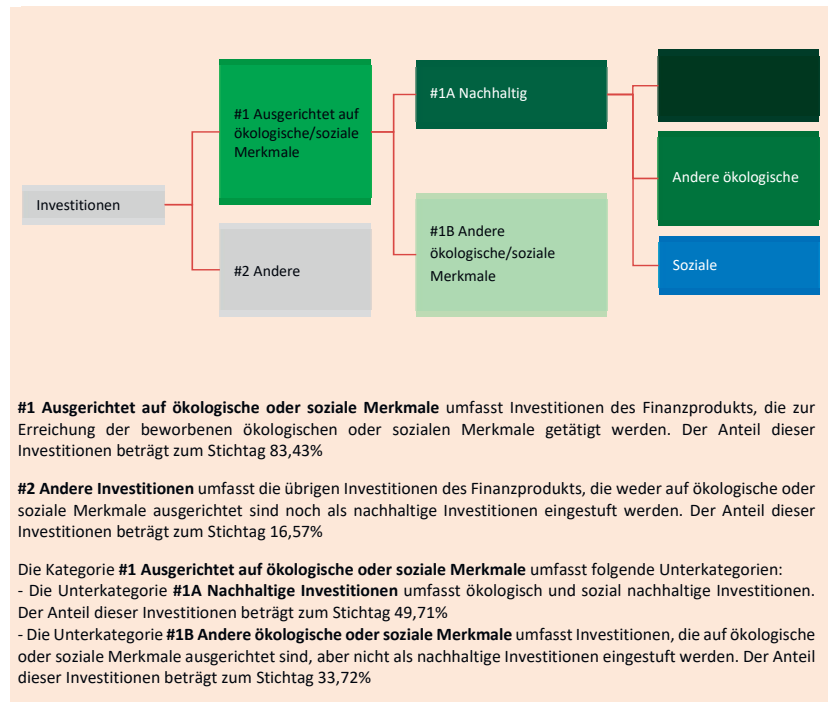 Investitionen
#1 Ausgerichtet auf
ökologische/soziale
Merkmale
#2 Andere
#1A Nachhaltig
#1B Andere
ökologische/soziale
Merkmale
Andere ökologische
Soziale
#1 Ausgerichtet auf ökologische oder soziale Merkmale umfasst Investitionen des Finanzprodukts, die zur
Erreichung der beworbenen ökologischen oder sozialen Merkmale getätigt werden. Der Anteil dieser
Investitionen beträgt zum Stichtag 83,43%
#2 Andere Investitionen umfasst die übrigen Investitionen des Finanzprodukts, die weder auf ökologische oder
soziale Merkmale ausgerichtet sind noch als nachhaltige Investitionen eingestuft werden. Der Anteil dieser
Investitionen beträgt zum Stichtag 16,57%
Die Kategorie #1 Ausgerichtet auf ökologische oder soziale Merkmale umfasst folgende Unterkategorien:
- Die Unterkategorie #1A Nachhaltige Investitionen umfasst ökologisch und sozial nachhaltige Investitionen.
Der Anteil dieser Investitionen beträgt zum Stichtag 49,71%
- Die Unterkategorie #1B Andere ökologische oder soziale Merkmale umfasst Investitionen, die auf ökologische
oder soziale Merkmale ausgerichtet sind, aber nicht als nachhaltige Investitionen eingestuft werden. Der Anteil
dieser Investitionen beträgt zum Stichtag 33,72%